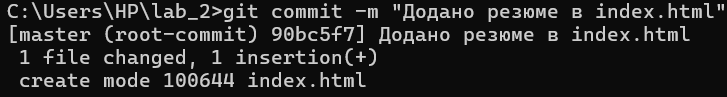 C:\Users\HP\lab_2>git commit -m "Додано резюме в index.html"
[master (root-commit) 90bc5f7] Додано резюме в index.html
 1 file changed, 1 insertion(+)
 create mode 100644 index.html